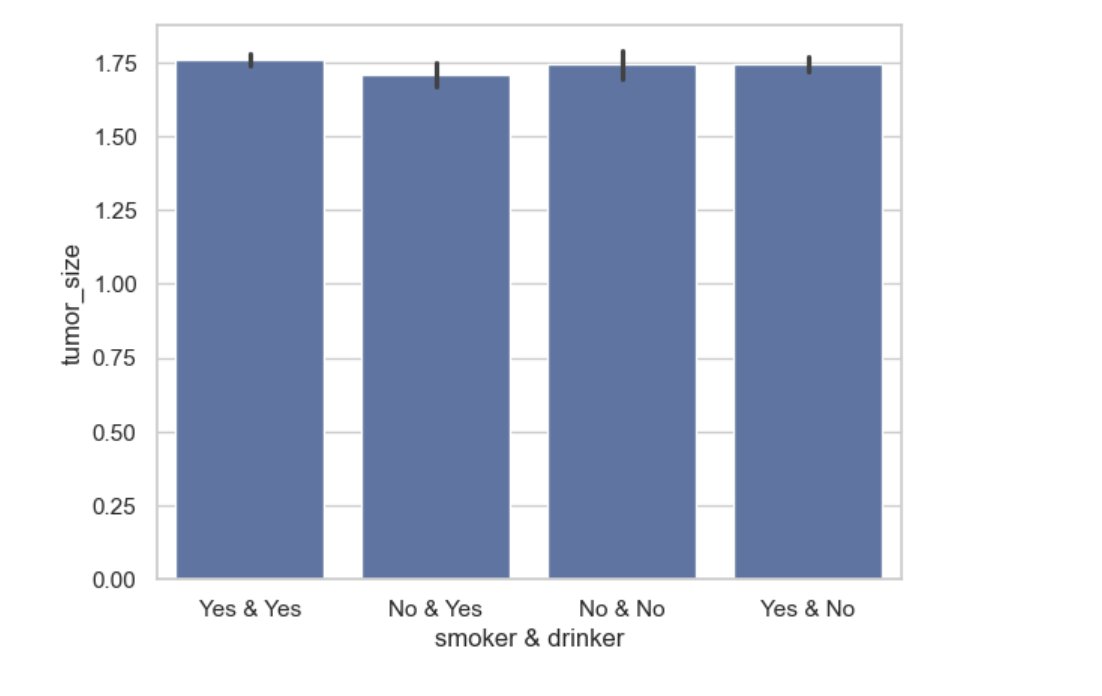 1.75
1.50
1.25
1.00
0.75
0.50
0.25
0.00
tumor_size
Yes & Yes
No & Yes
No & No
Yes & No
smoker & drinker